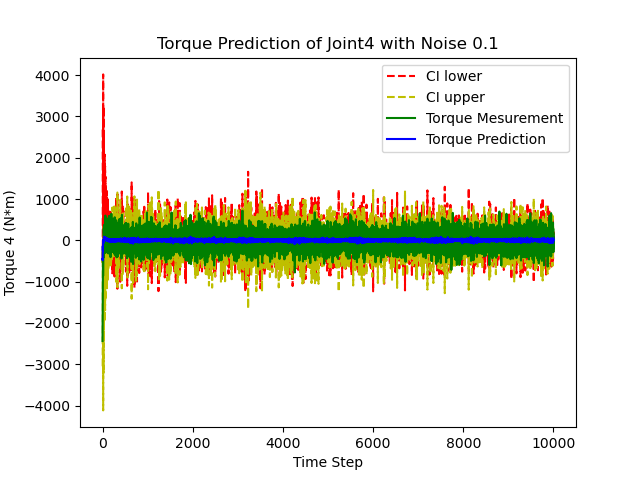 Torque Prediction of Joint4 with Noise 0.1
CI lower
CI upper
Torque Mesurement
Torque Prediction
Torque 4 (N*m)
4000
3000
2000
1000
0
−1000
−2000
−3000
−4000
0 2000 4000 6000 8000 10000
Time Step